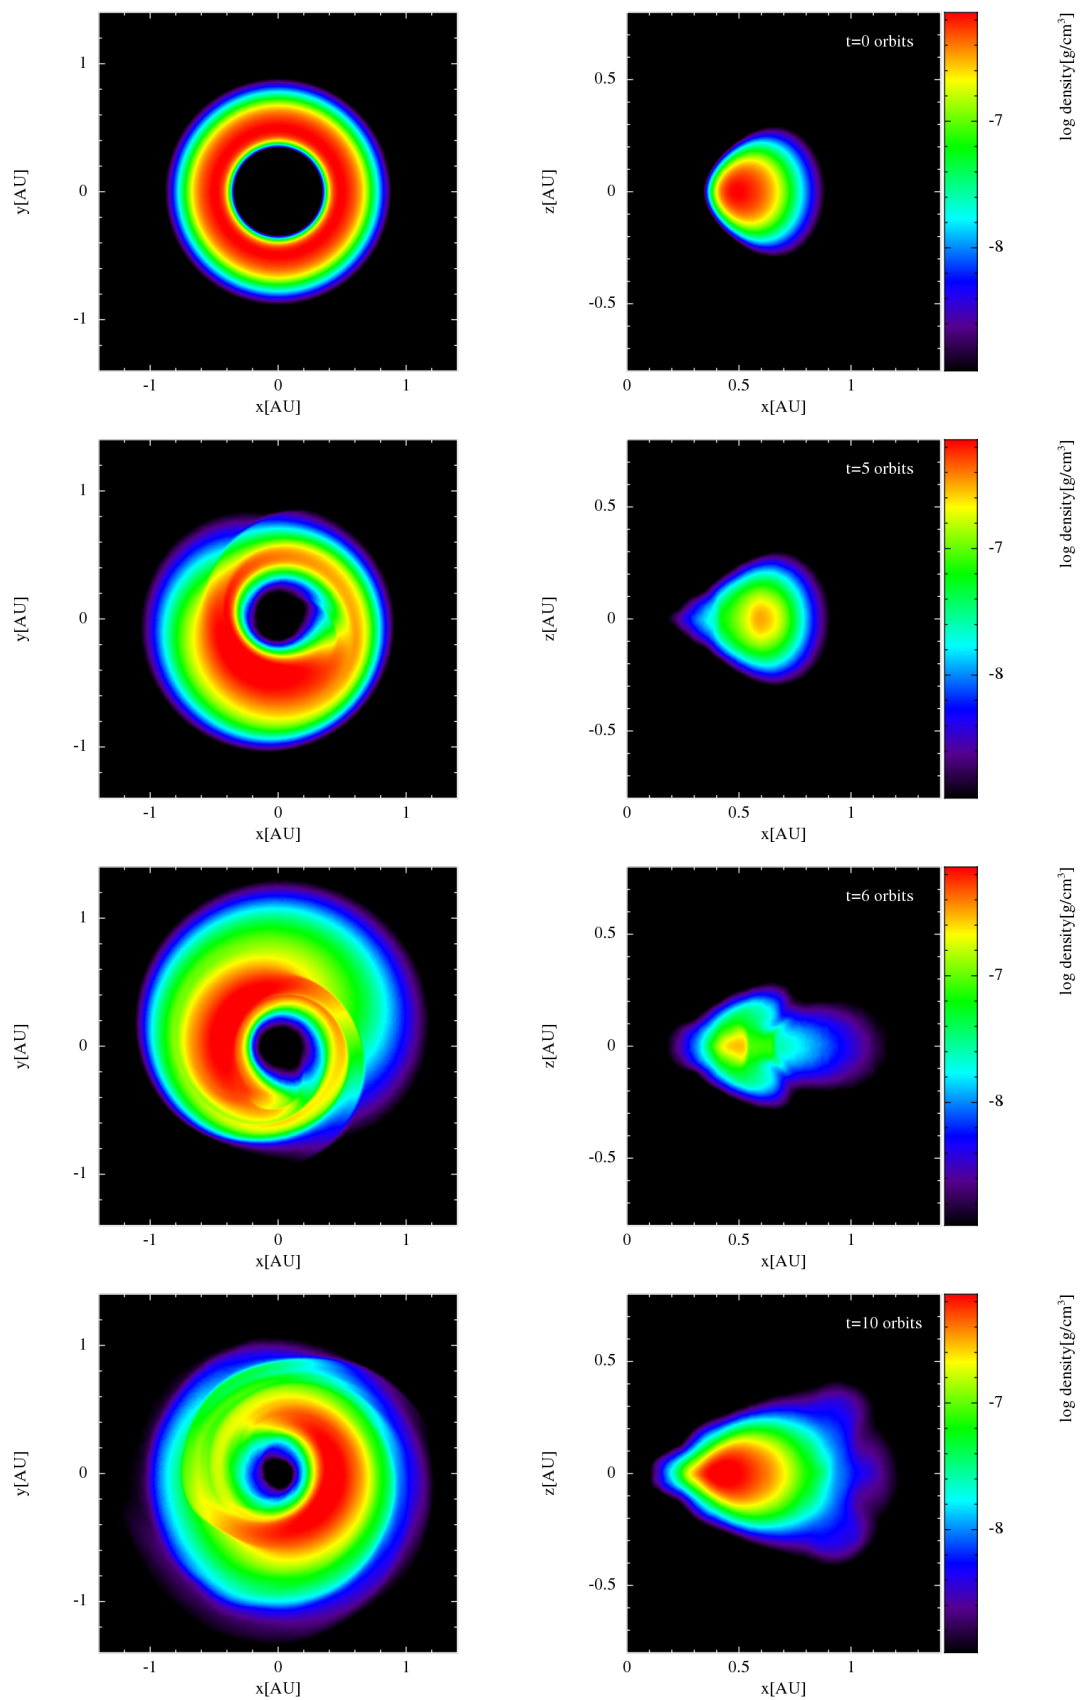 1
0
-1
y[AU]
-1 0 1
x[AU]
t=0 orbits
0.5
0
-0.5
z[AU]
0 0.5 1
x[AU]
-7
-8
log density[g/cm³]
1
0
-1
y[AU]
-1 0 1
x[AU]
t=5 orbits
0.5
0
-0.5
z[AU]
0 0.5 1
x[AU]
-7
-8
log density[g/cm³]
1
0
-1
y[AU]
-1 0 1
x[AU]
t=6 orbits
0.5
0
-0.5
z[AU]
0 0.5 1
x[AU]
-7
-8
log density[g/cm³]
1
0
-1
y[AU]
-1 0 1
x[AU]
t=10 orbits
0.5
0
-0.5
z[AU]
0 0.5 1
x[AU]
-7
-8
log density[g/cm³]